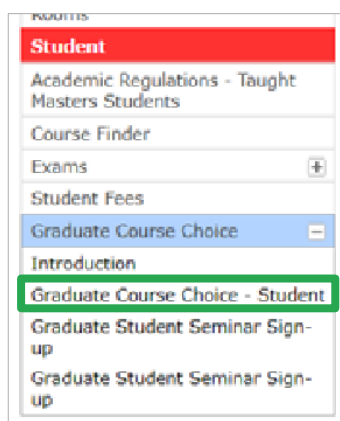 Rooms
Student
Academic Regulations - Taught
Masters Students
Course Finder
Exams
Student Fees
Graduate Course Choice
Introduction
Graduate Course Choice - Student
Graduate Student Seminar Sign-
up
Graduate Student Seminar Sign-
up